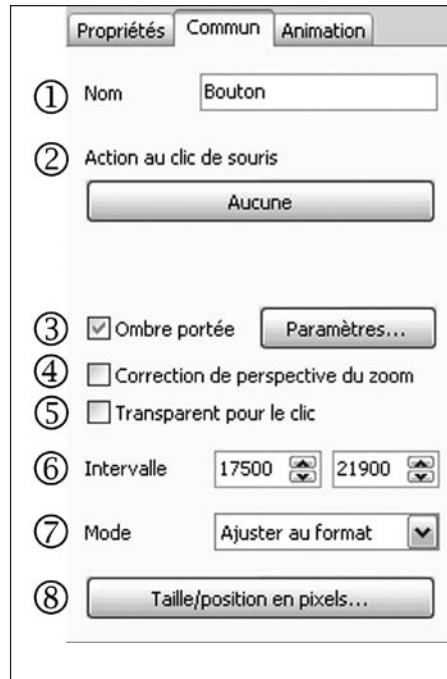 Propriétés Commun Animation
① Nom Bouton
② Action au clic de souris
Aucune
③ Ombre portée Paramètres...
④ Correction de perspective du zoom
⑤ Transparent pour le clic
⑥ Intervalle 17500 21900
⑦ Mode Ajuster au format
⑧ Taille/position en pixels...